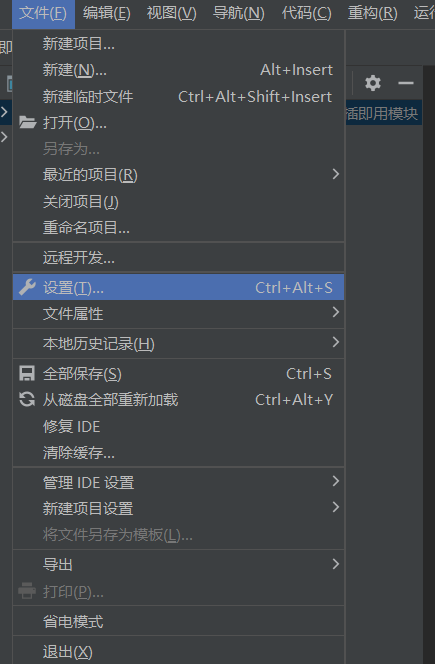 文件(F) 编辑(E) 视图(V) 导航(N) 代码(C) 重构(R) 运行
即
新建项目...
新建(N)... Alt+Insert
新建临时文件 Ctrl+Alt+Shift+Insert
插即用模块
打开(O)...
另存为...
最近的项目(R)
关闭项目(J)
重命名项目...
远程开发...
设置(T)... Ctrl+Alt+S
文件属性
本地历史记录(H)
全部保存(S) Ctrl+S
从磁盘全部重新加载 Ctrl+Alt+Y
修复 IDE
清除缓存...
管理 IDE 设置
新建项目设置
将文件另存为模板(L)...
导出
打印(P)...
省电模式
退出(X)